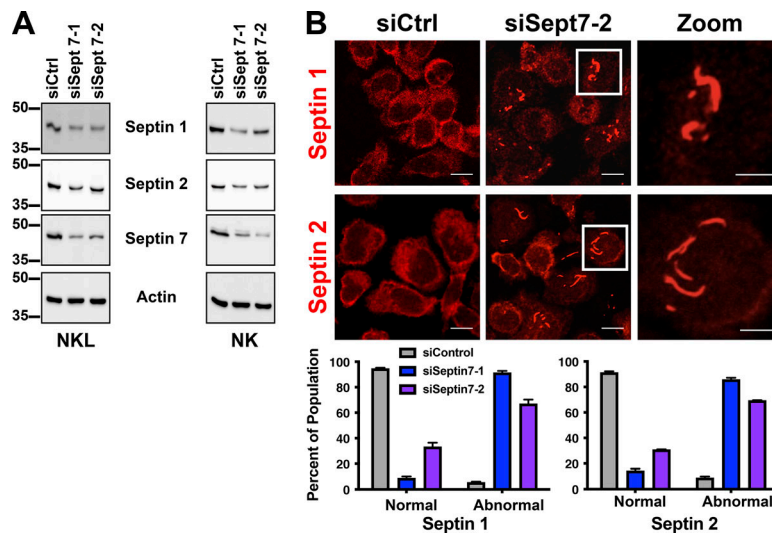 A
siCtrl
siSept 7-1
siSept 7-2
siCtrl
siSept 7-1
siSept 7-2
50
35
Septin 1
50
35
Septin 2
50
35
Septin 7
50
35
Actin
NKL
NK
B
siCtrl siSept7-2 Zoom
Septin 1
Septin 2
Percent of Population
100
80
60
40
20
0
siControl
siSeptin7-1
siSeptin7-2
Normal Abnormal
Septin 1
100
80
60
40
20
0
Normal Abnormal
Septin 2